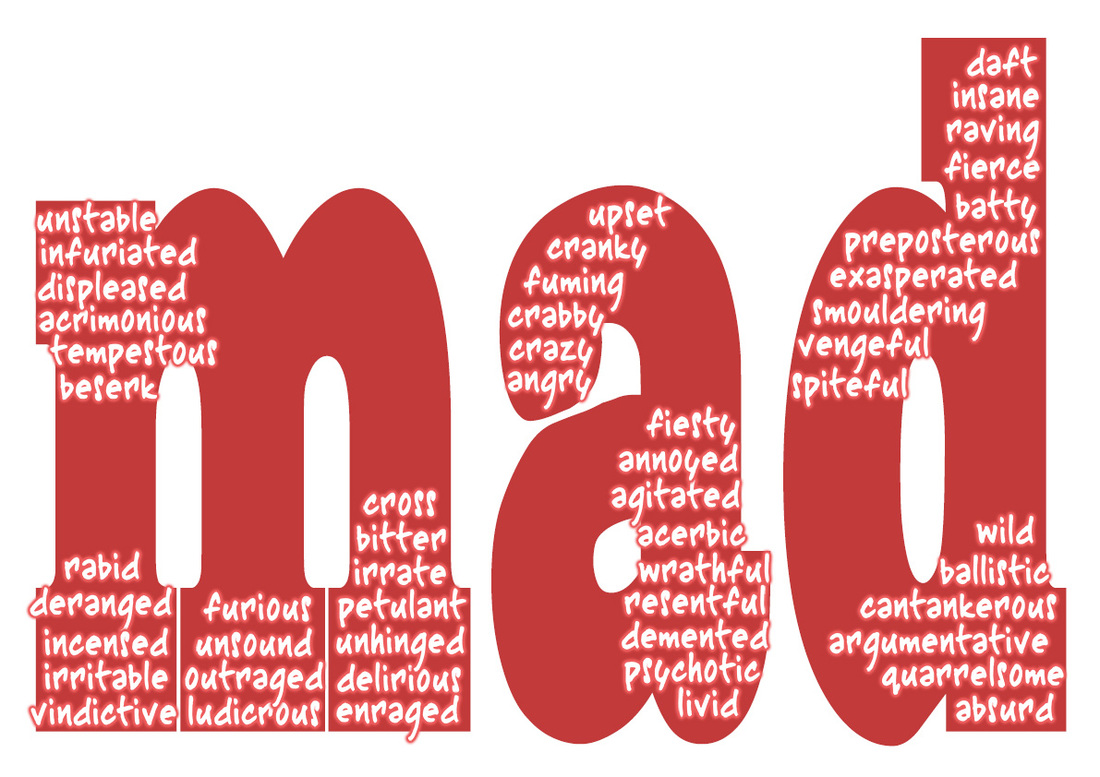 mad
unstable
infuriated
displeased
acrimonious
tempestous
beserk
rabid
deranged
incensed
irritable
vindictive
furious
unsound
outraged
ludicrous
cross
bitter
irrate
petulant
unhinged
delirious
enraged
upset
cranky
fuming
crabby
crazy
angry
fiesty
annoyed
agitated
acerbic
wrathful
resentful
demented
psychotic
livid
daft
insane
raving
fierce
batty
preposterous
exasperated
smouldering
vengeful
spiteful
wild
ballistic
cantankerous
argumentative
quarrelsome
absurd